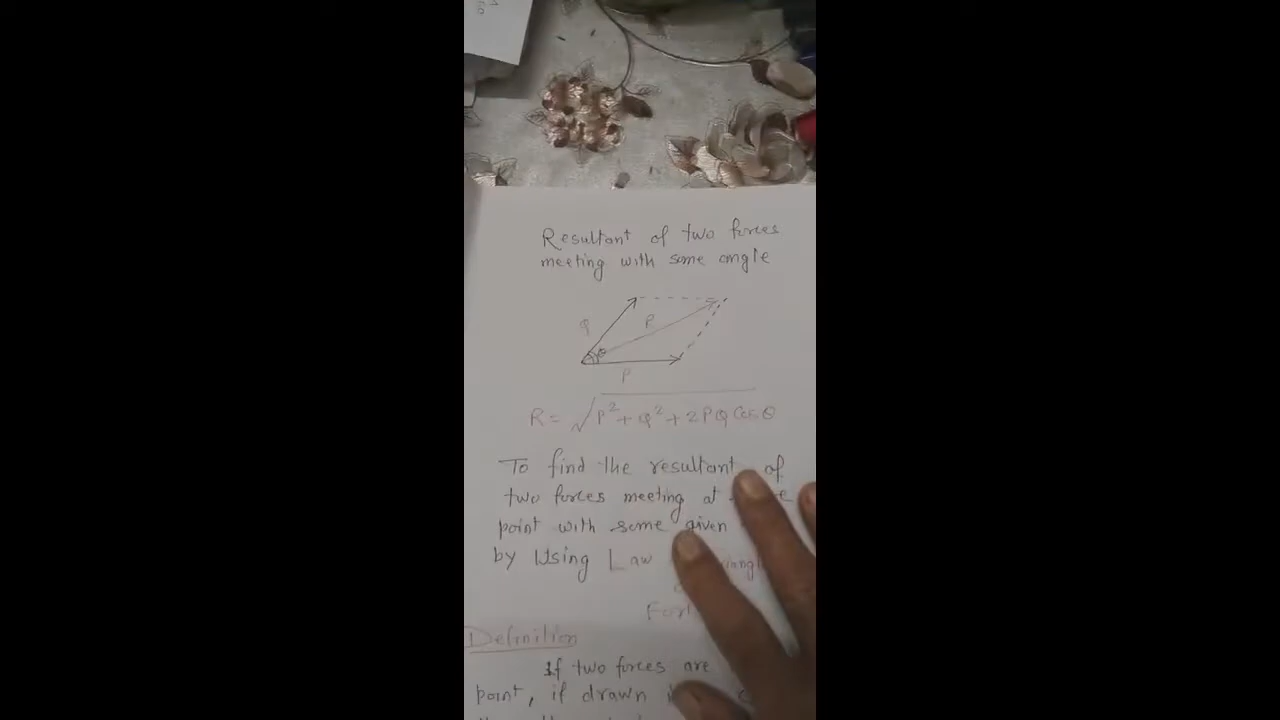 Resultant of two forces
meeting with some angle
Q
R
θ
P
R = √P² + Q² + 2PQ Cos θ
To find the resultant of
two forces meeting at
point with some given
by Using Law
Definition
If two forces are
point, if drawn